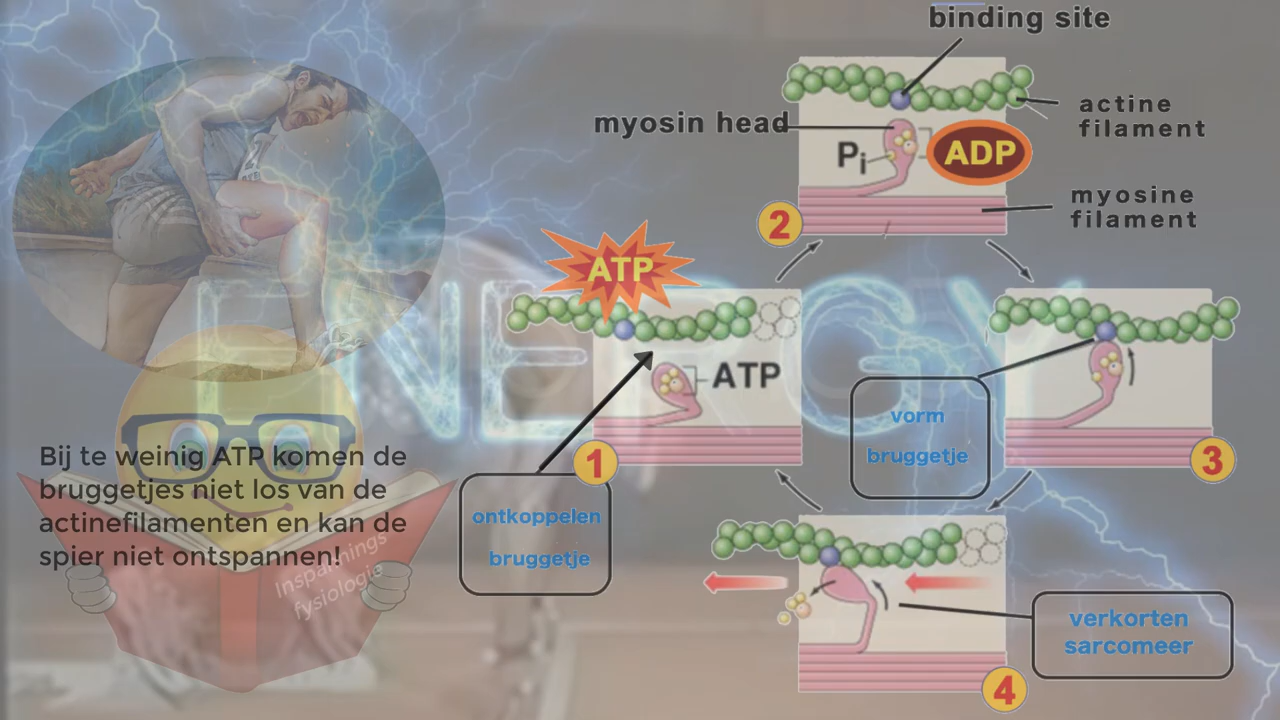 binding site
actine
filament
myosin head
Pi
ADP
myosine
filament
2
ATP
ENERGY
ATP
vorm
bruggetje
1
3
Bij te weinig ATP komen de
bruggetjes niet los van de
actinefilamenten en kan de
spier niet ontspannen!
ontkoppelen
bruggetje
Inspannings
fysiologie
verkorten
sarcomeer
4